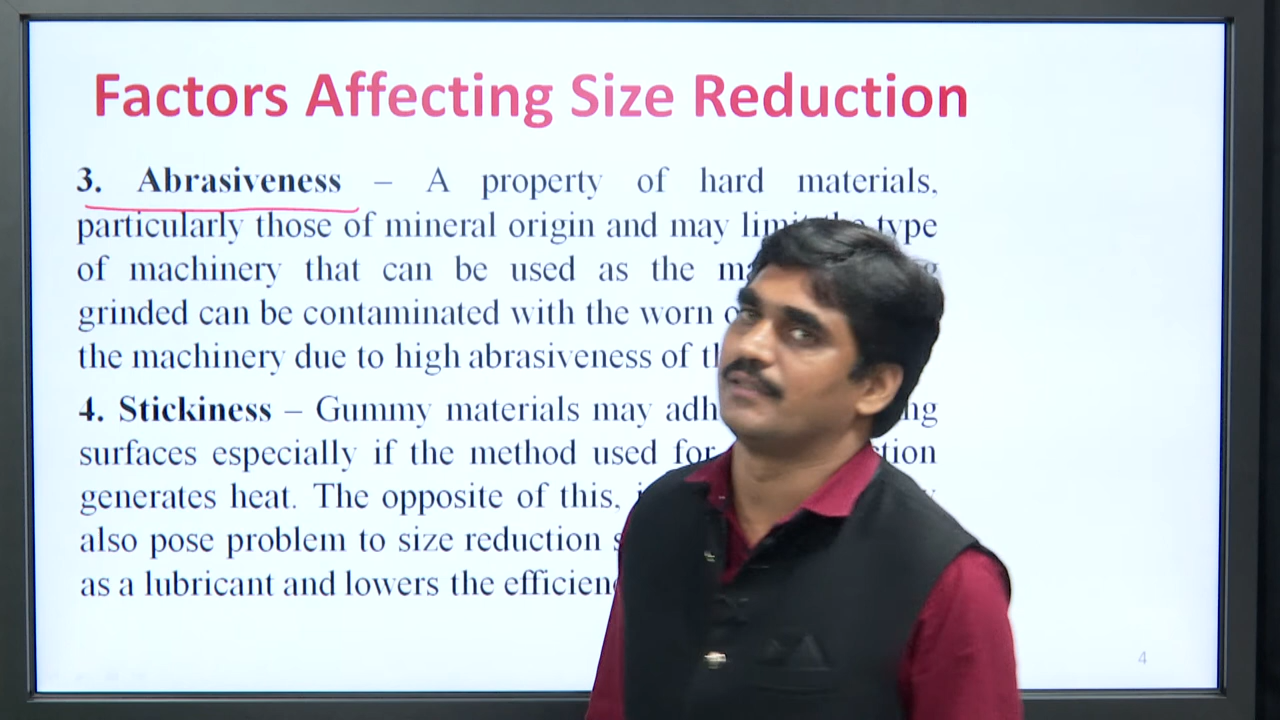 Factors Affecting Size Reduction
3. Abrasiveness – A property of hard materials,
particularly those of mineral origin and may limit the type
of machinery that can be used as the
grinded can be contaminated with the worn
the machinery due to high abrasiveness of
4. Stickiness – Gummy materials may
surfaces especially if the method used for
generates heat. The opposite of this,
also pose problem to size reduction
as a lubricant and lowers the
4